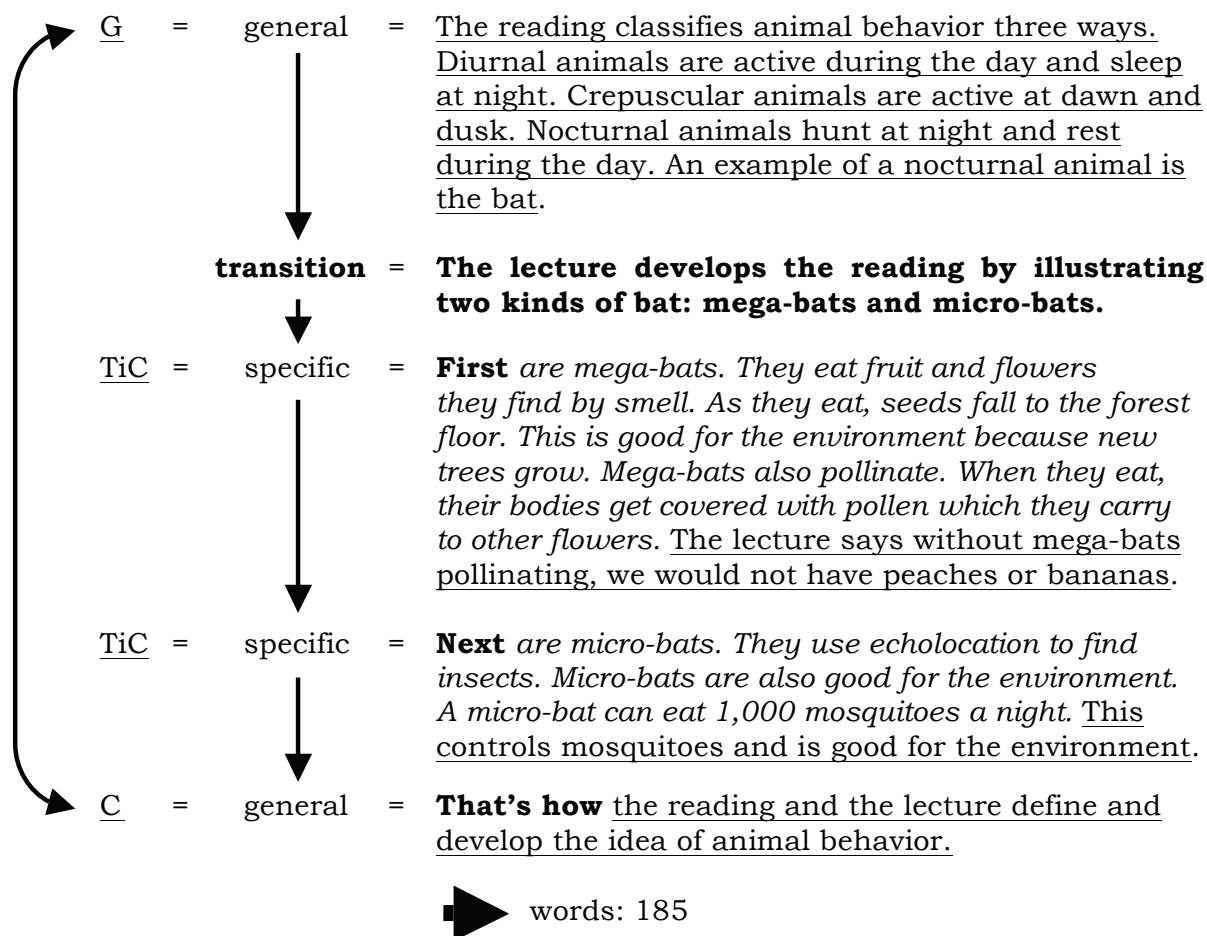 G = general = The reading classifies animal behavior three ways.
Diurnal animals are active during the day and sleep
at night. Crepuscular animals are active at dawn and
dusk. Nocturnal animals hunt at night and rest
during the day. An example of a nocturnal animal is
the bat.
transition = The lecture develops the reading by illustrating
two kinds of bat: mega-bats and micro-bats.
TiC = specific = First are mega-bats. They eat fruit and flowers
they find by smell. As they eat, seeds fall to the forest
floor. This is good for the environment because new
trees grow. Mega-bats also pollinate. When they eat,
their bodies get covered with pollen which they carry
to other flowers. The lecture says without mega-bats
pollinating, we would not have peaches or bananas.
TiC = specific = Next are micro-bats. They use echolocation to find
insects. Micro-bats are also good for the environment.
A micro-bat can eat 1,000 mosquitoes a night. This
controls mosquitoes and is good for the environment.
C = general = That's how the reading and the lecture define and
develop the idea of animal behavior.
words: 185